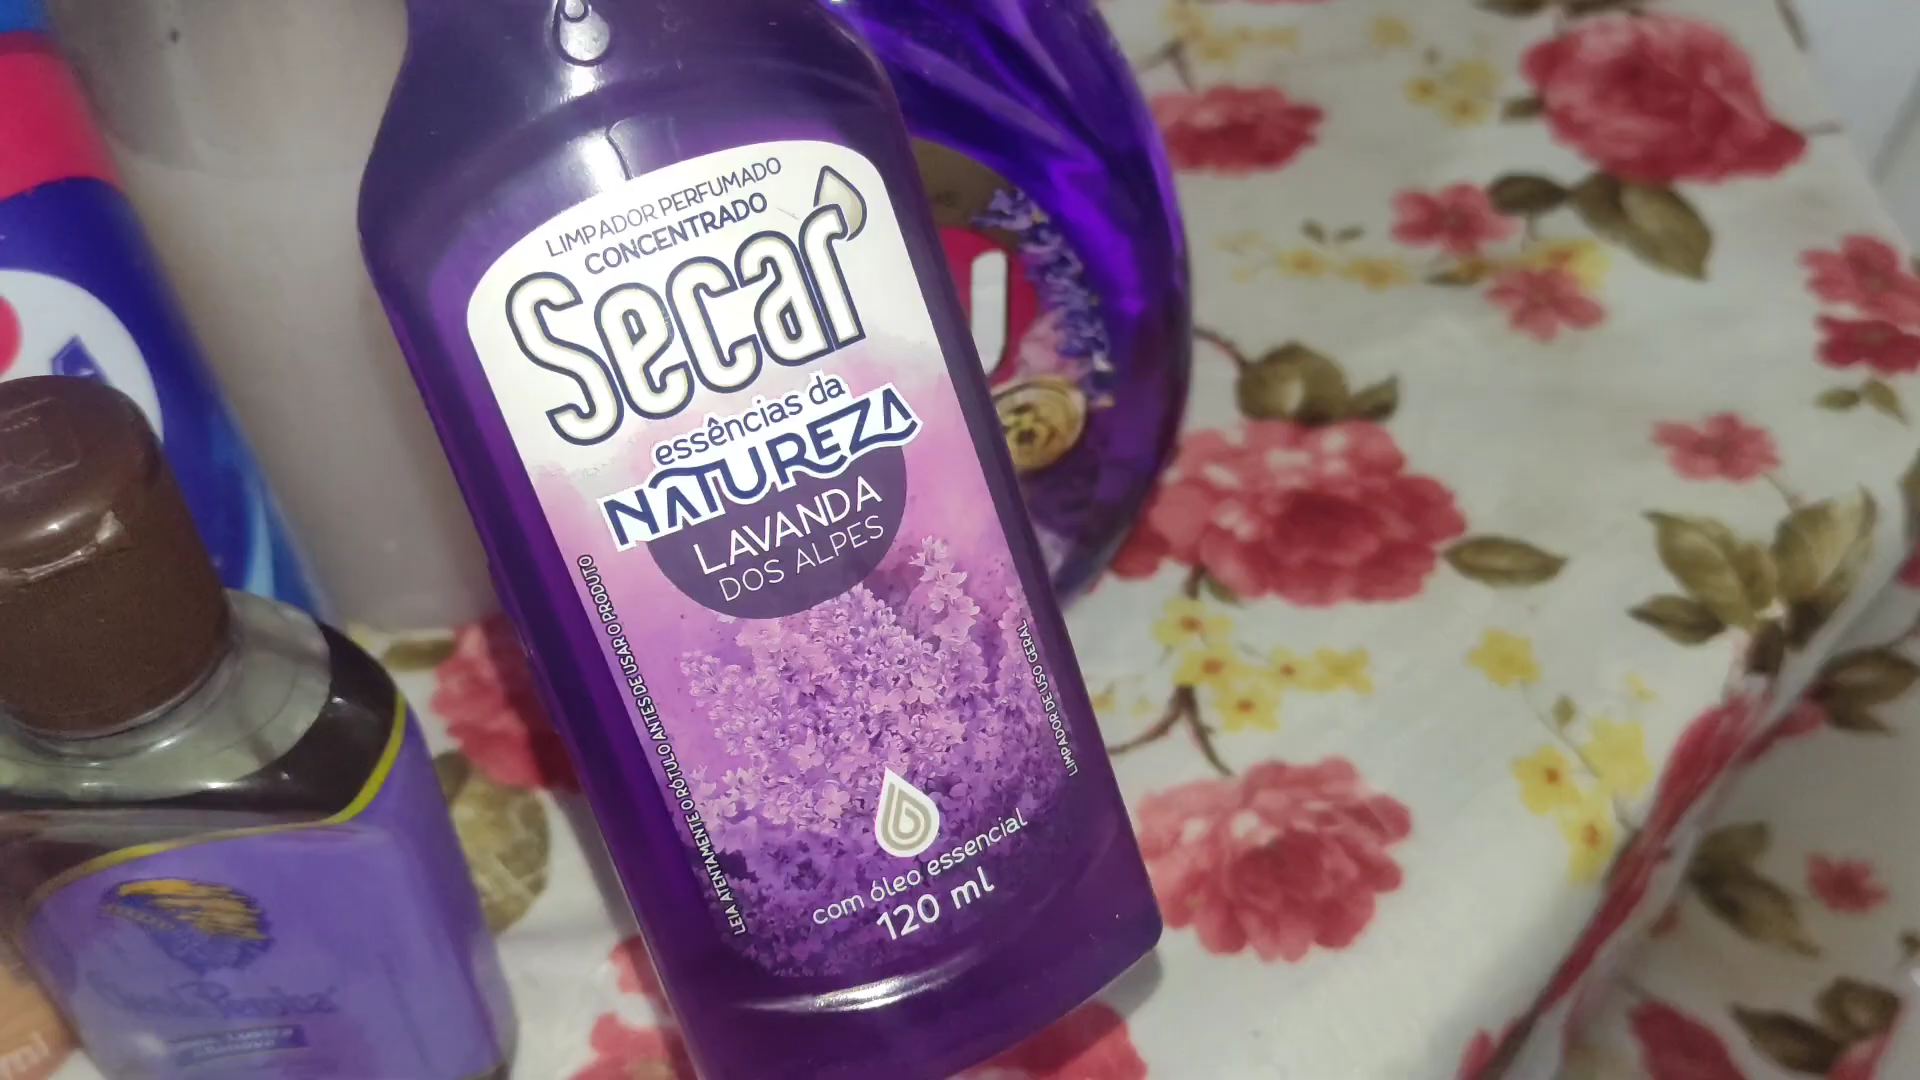 LIMPADOR PERFUMADO
CONCENTRADO
Secar
essências da
NATUREZA
LAVANDA
DOS ALPES
LEIA ATENTAMENTE O RÓTULO ANTES DE USAR O PRODUTO
LIMPADOR DE USO GERAL
com óleo essencial
120 ml
ml